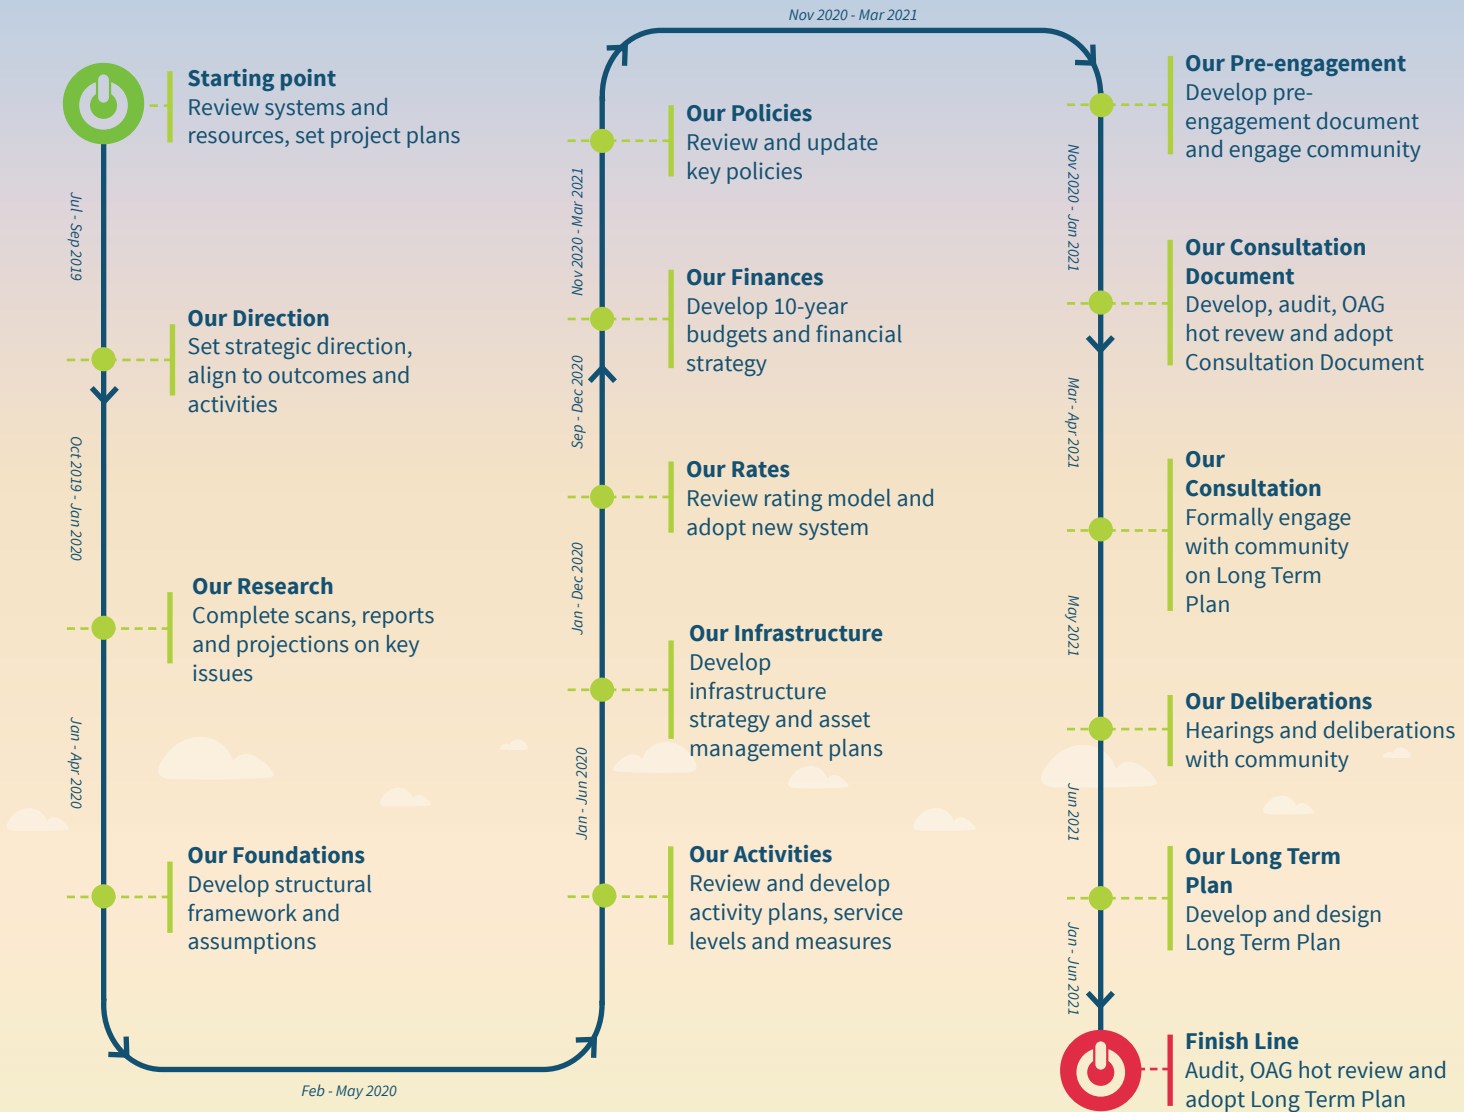 Starting point
Review systems and
resources, set project plans
Jul - Sep 2019
Our Direction
Set strategic direction,
align to outcomes and
activities
Oct 2019 - Jan 2020
Our Research
Complete scans, reports
and projections on key
issues
Jan - Apr 2020
Our Foundations
Develop structural
framework and
assumptions
Feb - May 2020
Our Activities
Review and develop
activity plans, service
levels and measures
Jan - Jun 2020
Our Infrastructure
Develop
infrastructure
strategy and asset
management plans
Jan - Dec 2020
Our Rates
Review rating model and
adopt new system
Sep - Dec 2020
Our Finances
Develop 10-year
budgets and financial
strategy
Nov 2020 - Mar 2021
Our Policies
Review and update
key policies
Nov 2020 - Mar 2021
Our Pre-engagement
Develop pre-
engagement document
and engage community
Nov 2020 - Jan 2021
Our Consultation
Document
Develop, audit, OAG
hot revew and adopt
Consultation Document
Mar - Apr 2021
Our
Consultation
Formally engage
with community
on Long Term
Plan
May 2021
Our Deliberations
Hearings and deliberations
with community
Jun 2021
Our Long Term
Plan
Develop and design
Long Term Plan
Jan - Jun 2021
Finish Line
Audit, OAG hot review and
adopt Long Term Plan